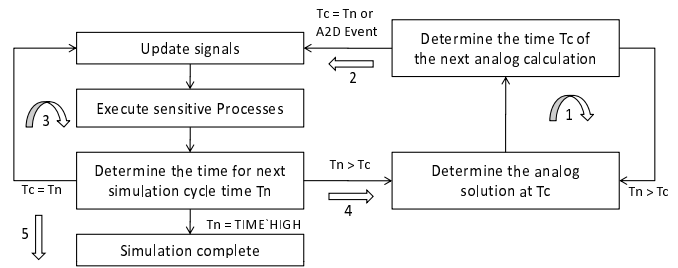 Tc = Tn or
A2D Event
Update signals
Determine the time Tc of
the next analog calculation
2
Execute sensitive Processes
3
1
Determine the time for next
simulation cycle time Tn
Tn > Tc
Determine the analog
solution at Tc
Tc = Tn
4
Tn > Tc
Tn = TIME`HIGH
5
Simulation complete